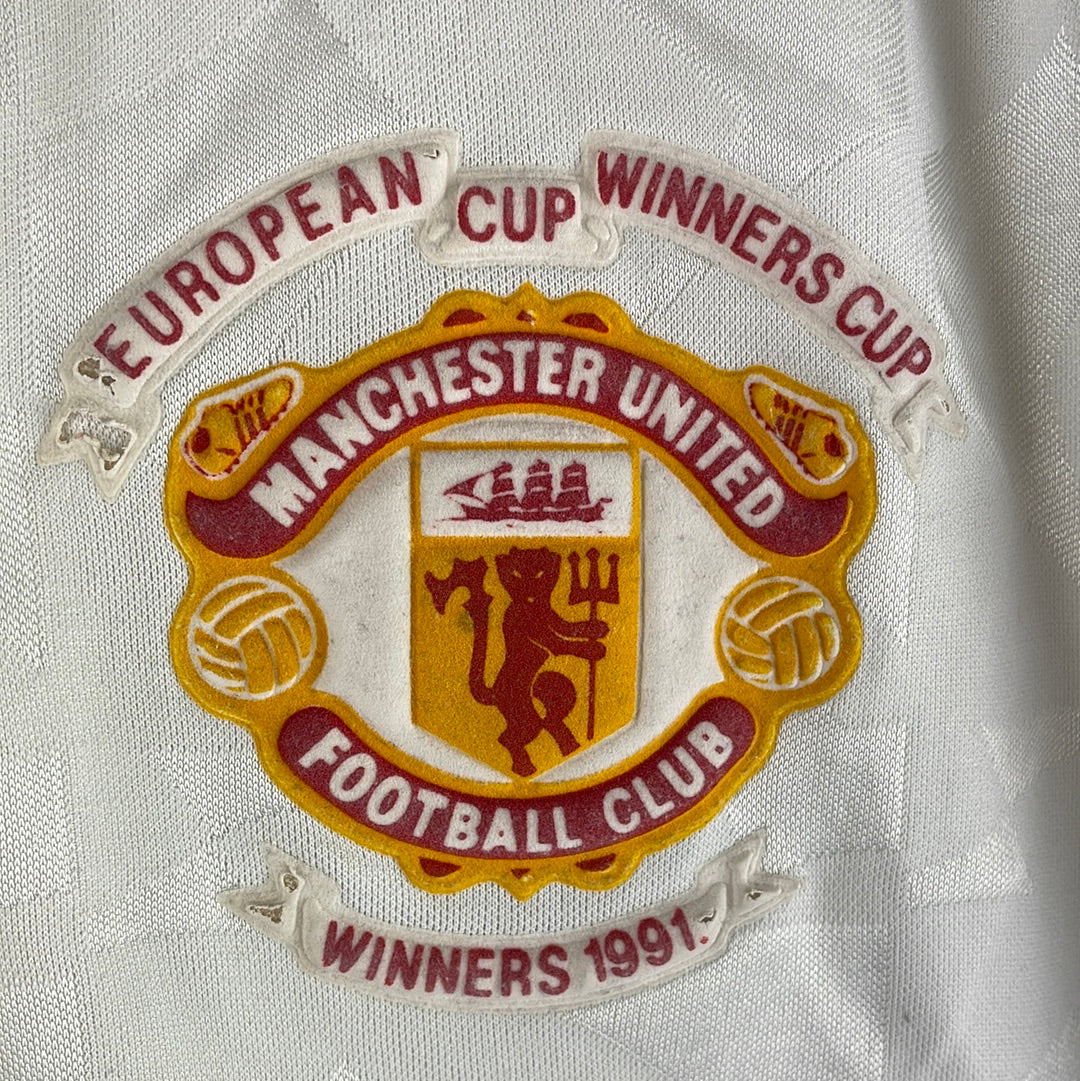 EUROPEAN CUP WINNERS CUP
MANCHESTER UNITED
FOOTBALL CLUB
WINNERS 1991.